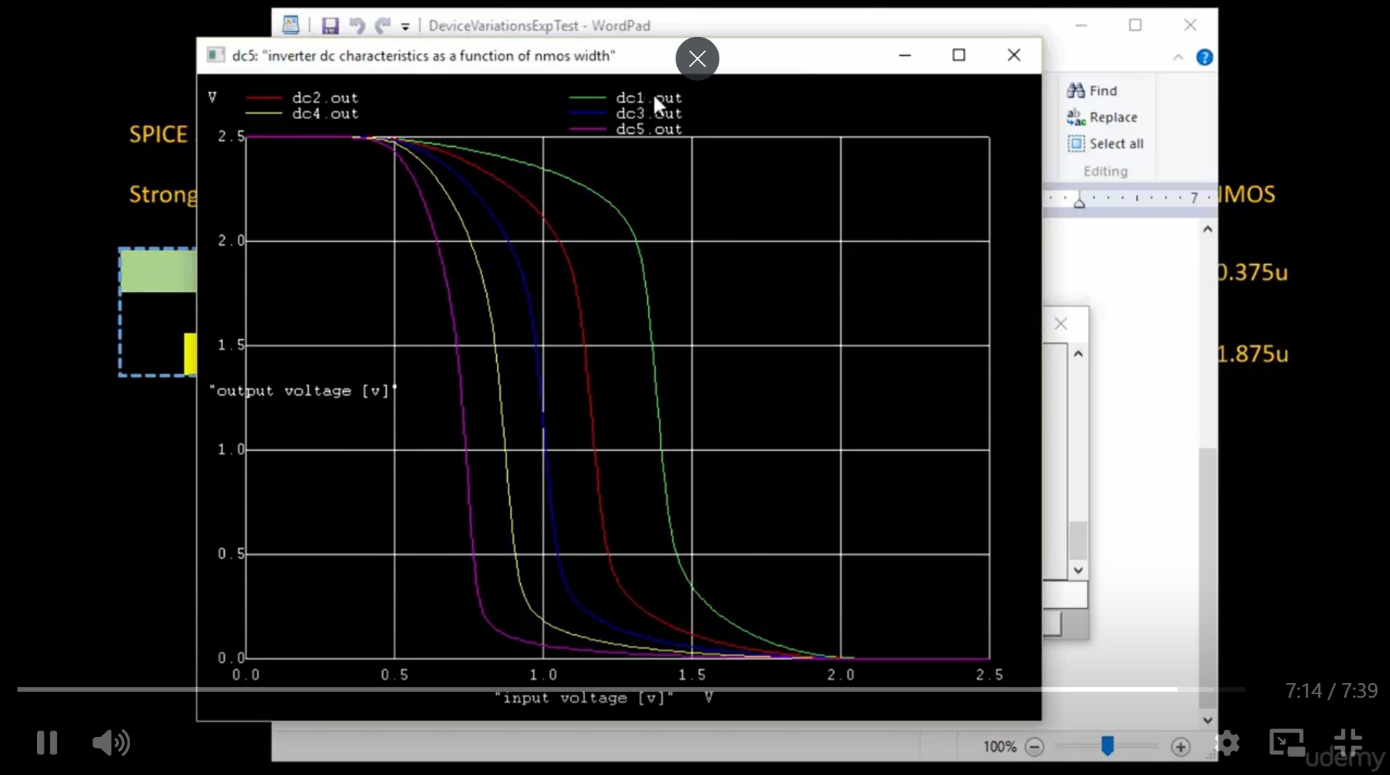 DeviceVariationsExpTest - WordPad
dc5: "inverter dc characteristics as a function of nmos width"
Find
Replace
Select all
Editing
7
V
dc2.out
dc1.out
dc4.out
dc3.out
dc5.out
SPICE
Strong
NMOS
0.375u
1.875u
2.5
2.0
1.5
"output voltage [v]"
1.0
0.5
0.0
0.0 0.5 1.0 1.5 2.0 2.5
"input voltage [v]" V
7:14 / 7:39
100%
udemy